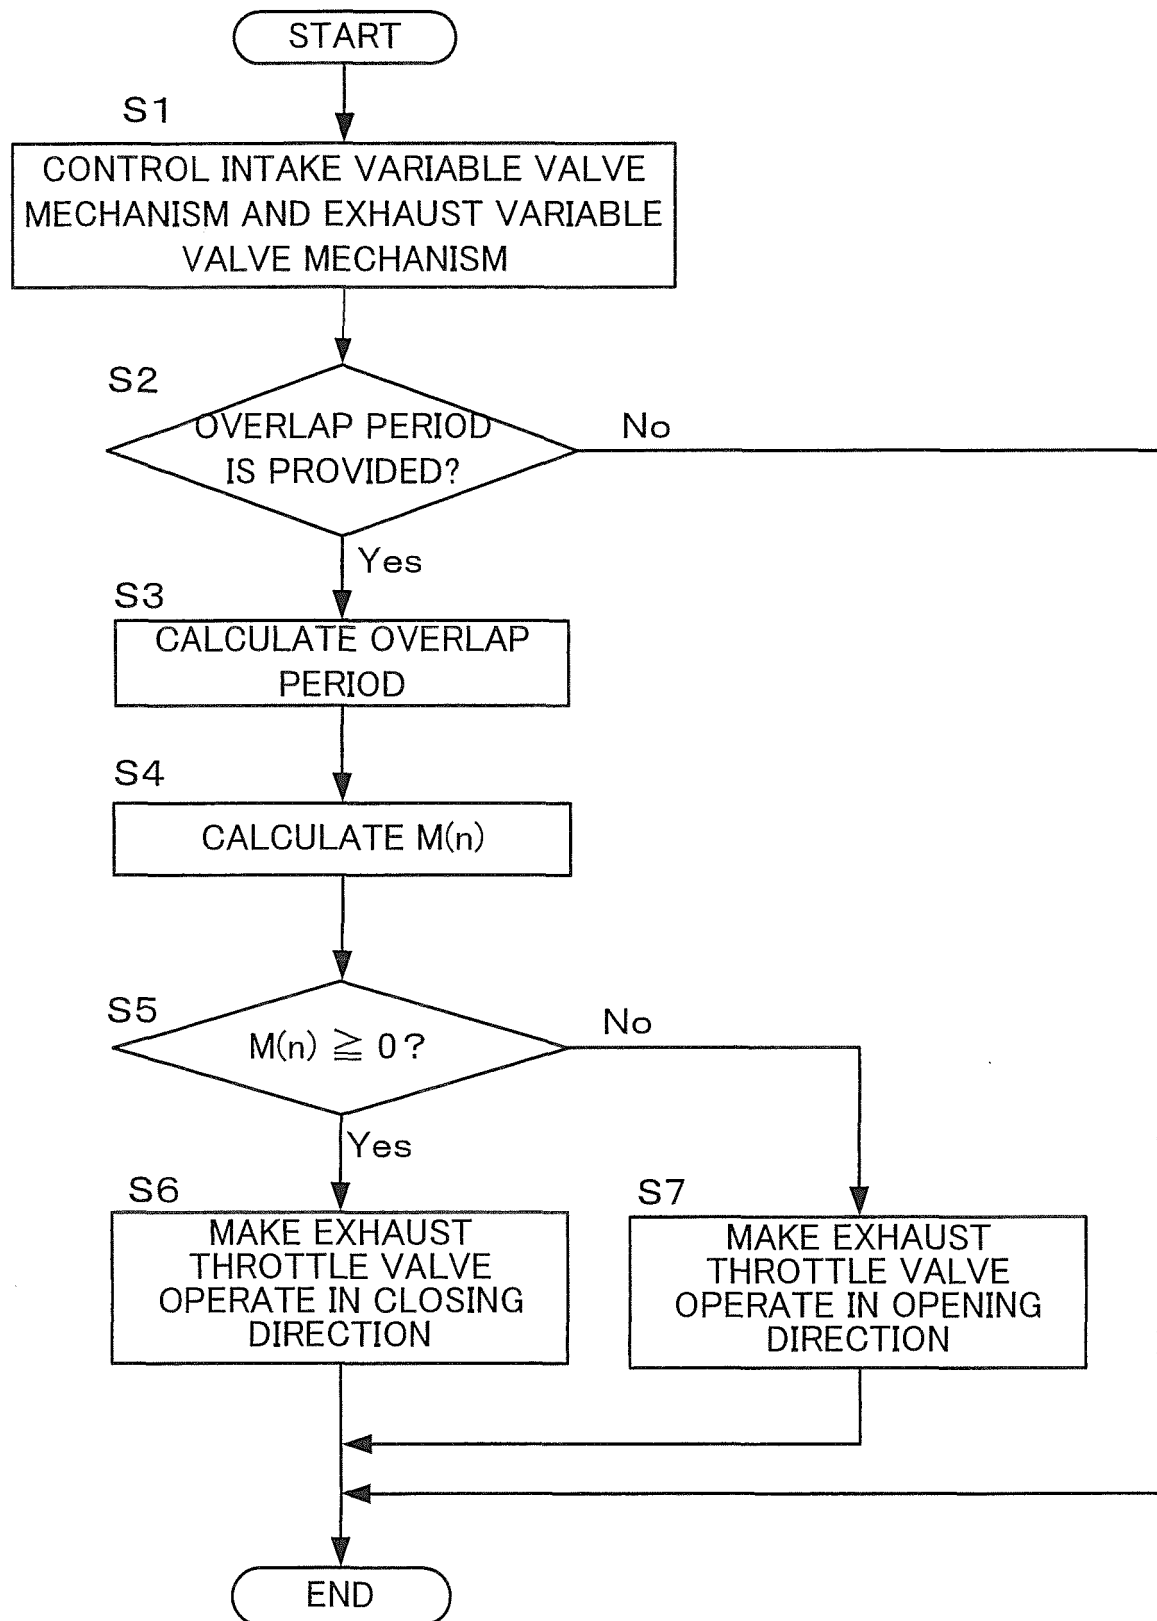 START
S1
CONTROL INTAKE VARIABLE VALVE
MECHANISM AND EXHAUST VARIABLE
VALVE MECHANISM
S2
OVERLAP PERIOD
IS PROVIDED?
No
Yes
S3
CALCULATE OVERLAP
PERIOD
S4
CALCULATE M(n)
S5
M(n) ≧ 0?
No
Yes
S6
MAKE EXHAUST
THROTTLE VALVE
OPERATE IN CLOSING
DIRECTION
S7
MAKE EXHAUST
THROTTLE VALVE
OPERATE IN OPENING
DIRECTION
END